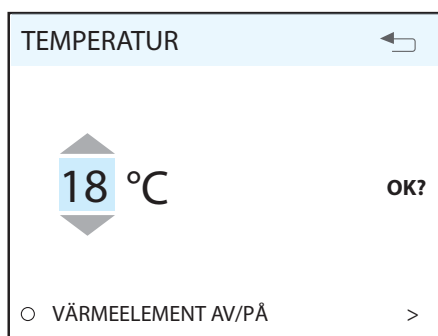 TEMPERATUR
18 °C
OK?
VÄRMEELEMENT AV/PÅ >